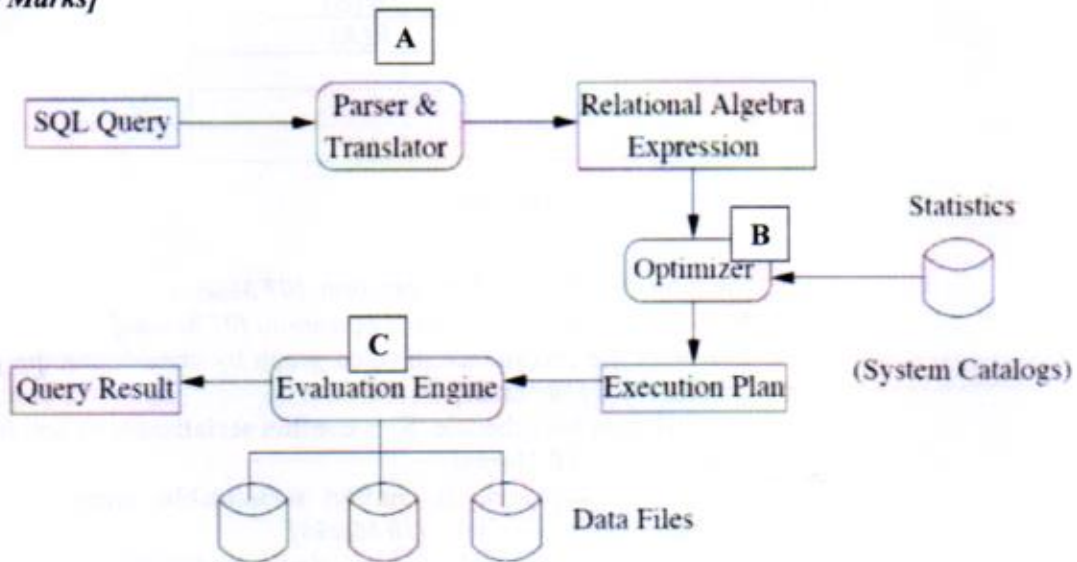 Marks]
A
SQL Query
Parser &
Translator
Relational Algebra
Expression
Statistics
B
Optimizer
C
Query Result
Evaluation Engine
Execution Plan
(System Catalogs)
Data Files